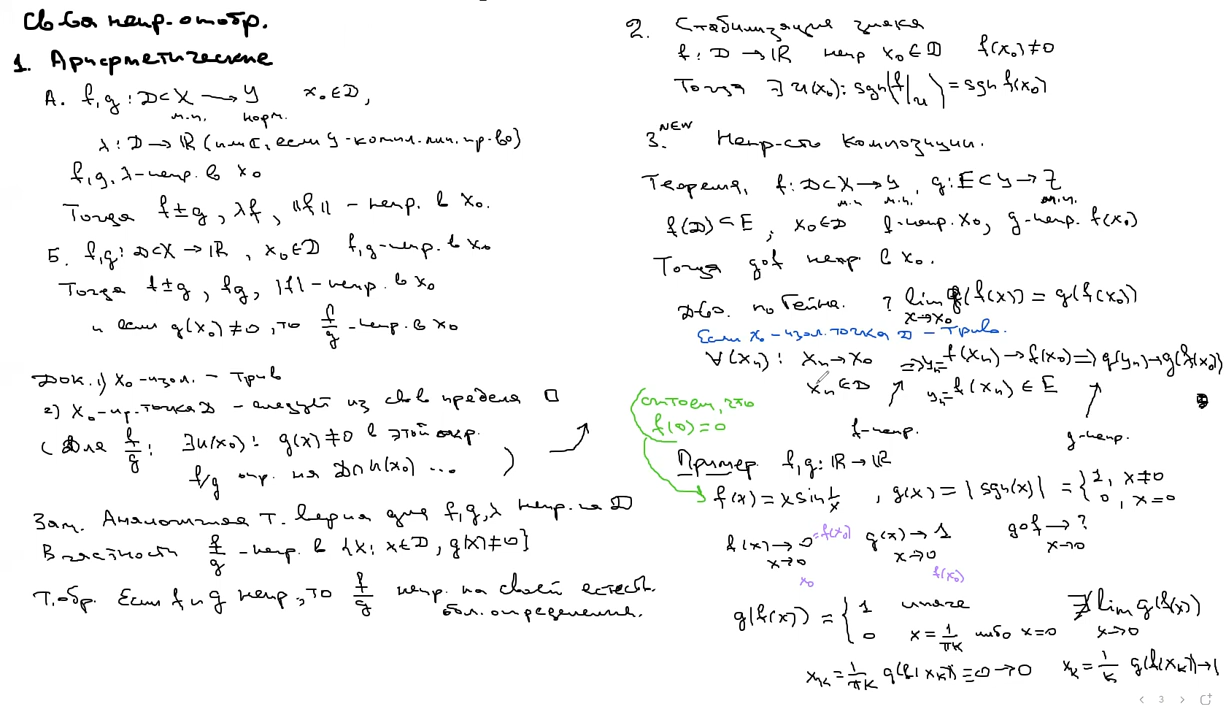 Св-ва непр. отобр.
1. Арифметические
А. f,g : D⊂X → Y x₀∈D,
м.п. норм.
λ : D → ℝ (или ℂ, если Y-компл. лин. пр-во)
f,g,λ-непр. в x₀
Тогда f±g, λf, ||f|| - непр. в x₀.
Б. f,g : D⊂X → ℝ, x₀∈D f,g-непр. в x₀
Тогда f±g, fg, |f| - непр. в x₀
и если g(x₀)≠0, то f/g - непр. в x₀
Док. 1) x₀-изол. - Трив
2) x₀-пр. точка D - следует из св-в предела □
(Для f/g : ∃U(x₀): g(x)≠0 в этой окр.
f/g опр. на D∩U(x₀) ... )
Зам. Аналогичная т. верна для f,g,λ непр. на D
В частности f/g - непр. в {x: x∈D, g(x)≠0}
Т.обр. Если f и g непр., то f/g непр. на своей естеств.
обл. определения.
2. Стабилизация знака
f : D → ℝ непр x₀∈D f(x₀)≠0
Тогда ∃ U(x₀): sgn(f|_U) = sgn f(x₀)
3. NEW Непр-сть композиции.
Теорема, f : D⊂X → Y, g : E⊂Y → Z
м.п. м.п. м.п.
f(D)⊂E, x₀∈D f-непр. x₀, g-непр. f(x₀)
Тогда g∘f непр в x₀.
Д-во. по Гейне. ? lim g(f(x)) = g(f(x₀))
x→x₀
Если x₀-изол. точка D - Трив.
∀(xₙ) : xₙ→x₀ ⇒ yₙ=f(xₙ)→f(x₀) ⇒ g(yₙ)→g(f(x₀))
xₙ∈D yₙ=f(xₙ)∈E
f-непр. g-непр.
считаем, что
f(0)=0
Пример f,g : ℝ→ℝ
f(x) = x sin 1/x, g(x) = |sgn(x)| = { 1, x≠0
0, x=0
f(x) → 0 =f(x₀) g(x) → 1 g∘f → ?
x→0 x→0 x→0
x₀ f(x₀)
g(f(x)) = { 1 иначе ∄ lim g(f(x))
0 x = 1/πk либо x=0 x→0
xₙₖ = 1/πk g(f(xₖ)) = 0 → 0 xₖ = 1/k g(f(xₖ)) → 1
3